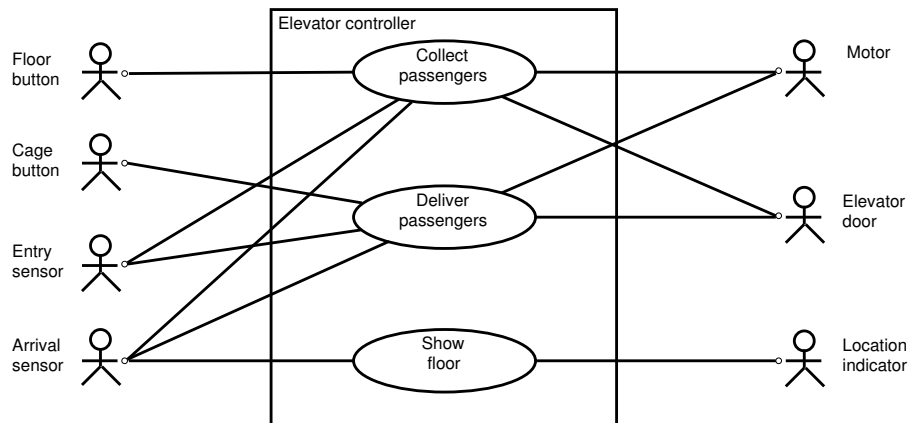 Elevator controller
Floor
button
Collect
passengers
Motor
Cage
button
Deliver
passengers
Elevator
door
Entry
sensor
Arrival
sensor
Show
floor
Location
indicator